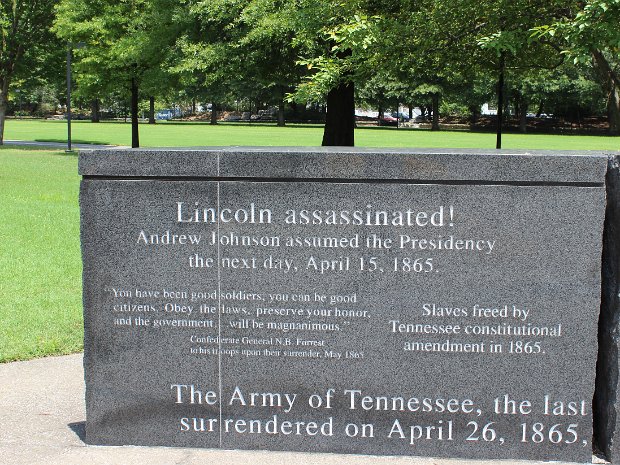 Lincoln assassinated!
Andrew Johnson assumed the Presidency
the next day, April 15, 1865.
"You have been good soldiers, you can be good
citizens. Obey the laws, preserve your honor,
and the government ...will be magnanimous."
Confederate General N.B. Forrest
to his troops upon their surrender, May 1865
Slaves freed by
Tennessee constitutional
amendment in 1865.
The Army of Tennessee, the last
surrendered on April 26, 1865,